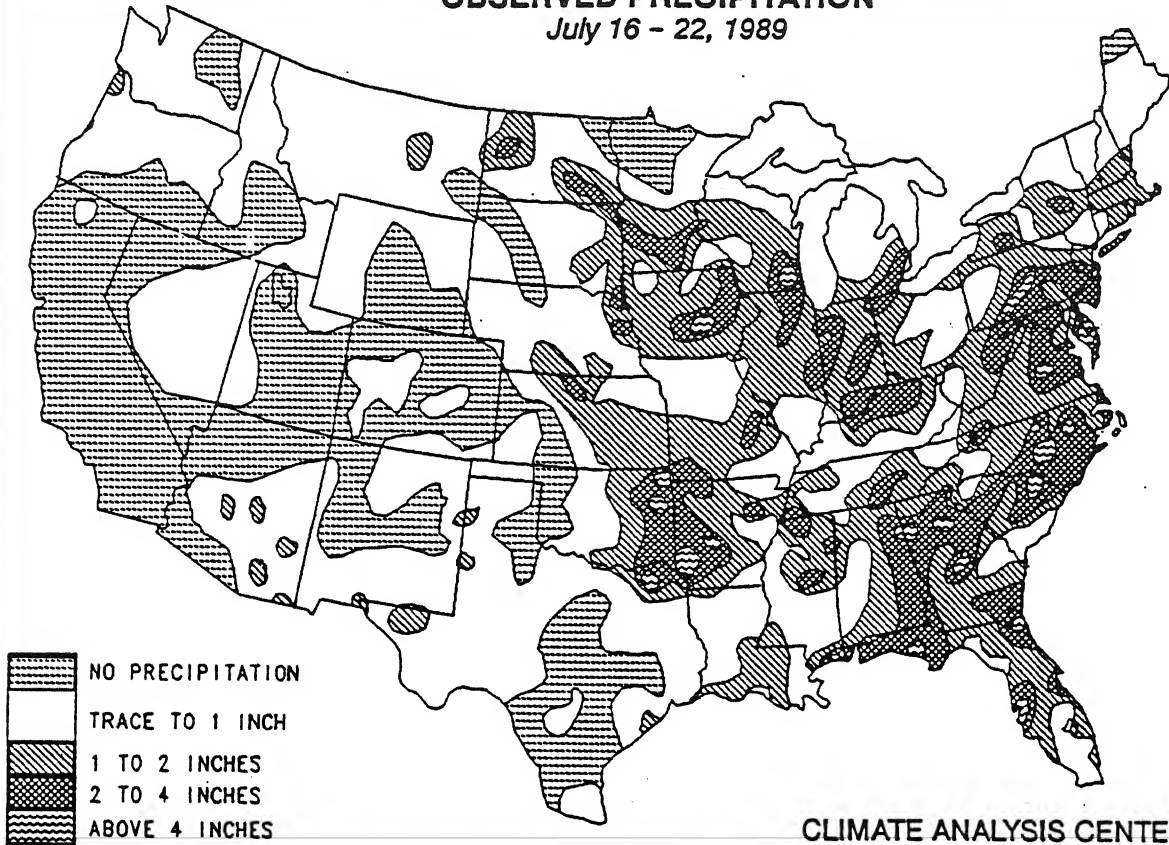 OBSERVED PRECIPITATION
July 16 – 22, 1989
NO PRECIPITATION
TRACE TO 1 INCH
1 TO 2 INCHES
2 TO 4 INCHES
ABOVE 4 INCHES
CLIMATE ANALYSIS CENTE